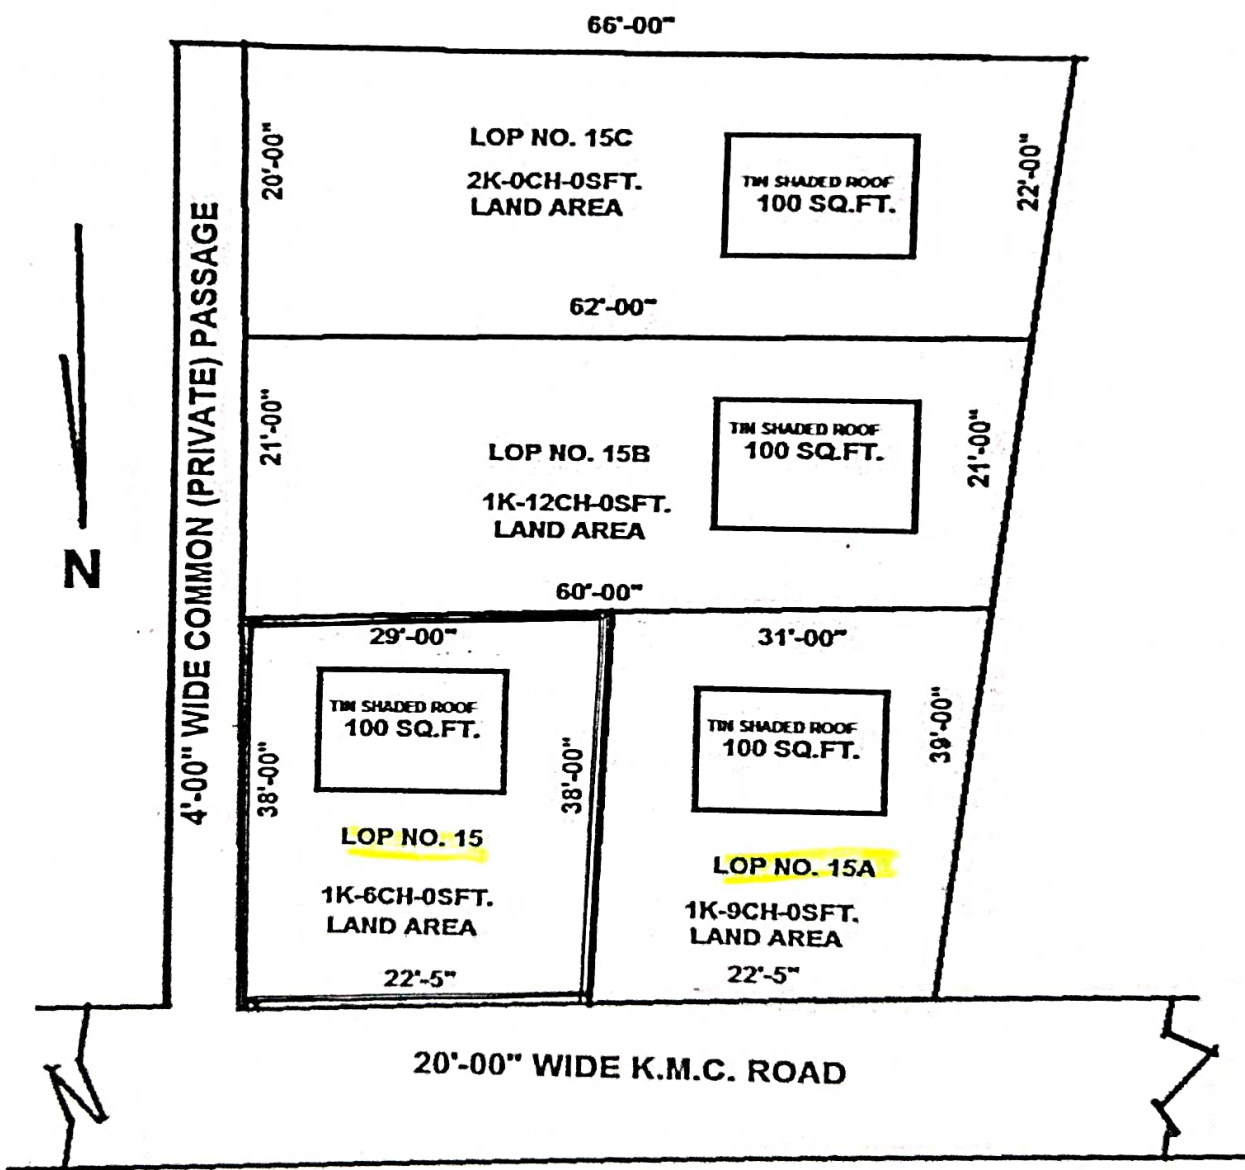 66'-00"
20'-00"
LOP NO. 15C
2K-0CH-0SFT.
LAND AREA
TIN SHADED ROOF
100 SQ.FT.
22'-00"
62'-00"
4'-00" WIDE COMMON (PRIVATE) PASSAGE
21'-00"
LOP NO. 15B
1K-12CH-0SFT.
LAND AREA
TIN SHADED ROOF
100 SQ.FT.
21'-00"
N
60'-00"
29'-00"
TIN SHADED ROOF
100 SQ.FT.
38'-00"
38'-00"
LOP NO. 15
1K-6CH-0SFT.
LAND AREA
22'-5"
31'-00"
TIN SHADED ROOF
100 SQ.FT.
39'-00"
LOP NO. 15A
1K-9CH-0SFT.
LAND AREA
22'-5"
20'-00" WIDE K.M.C. ROAD